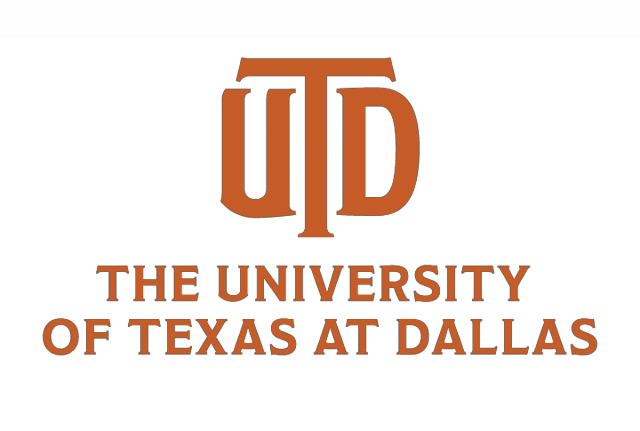 UTD
THE UNIVERSITY
OF TEXAS AT DALLAS